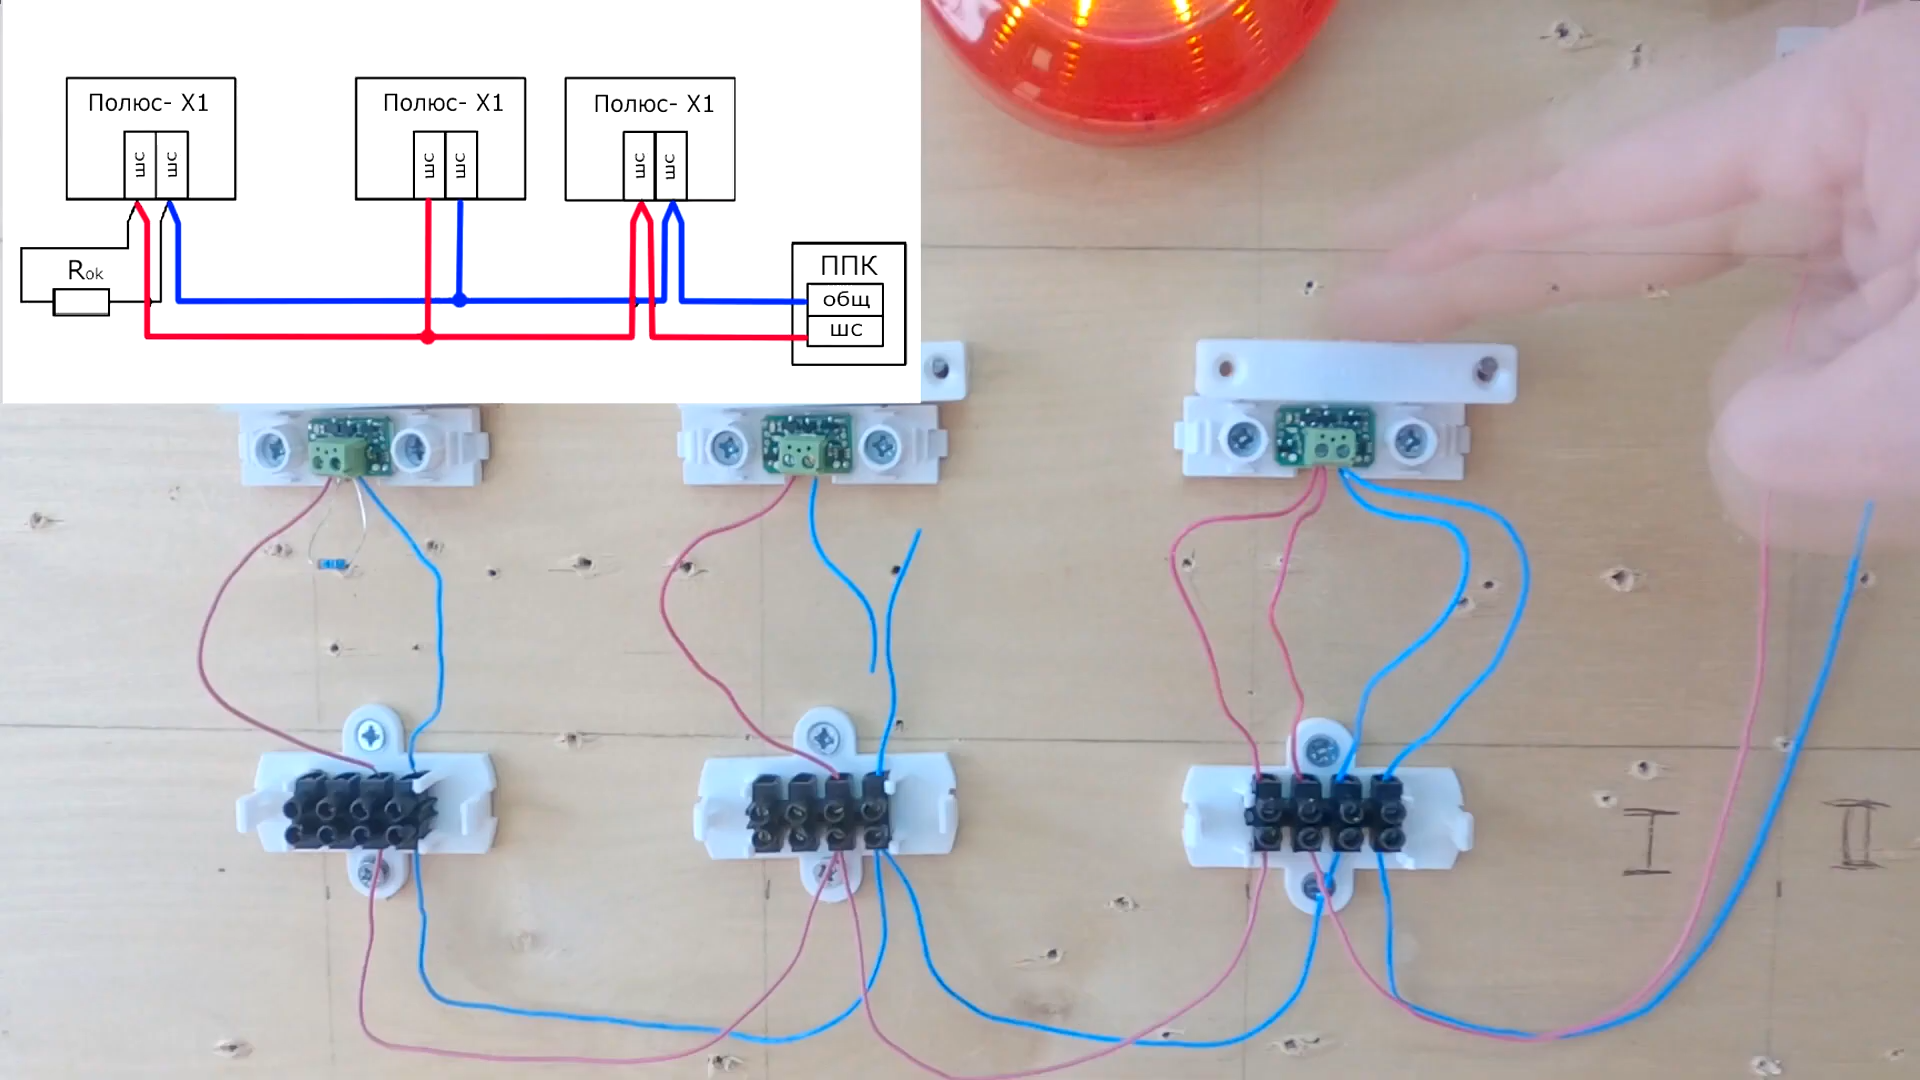 Полюс- Х1
шс
шс
Rok
Полюс- Х1
шс
шс
Полюс- Х1
шс
шс
ППК
общ
шс
I
II